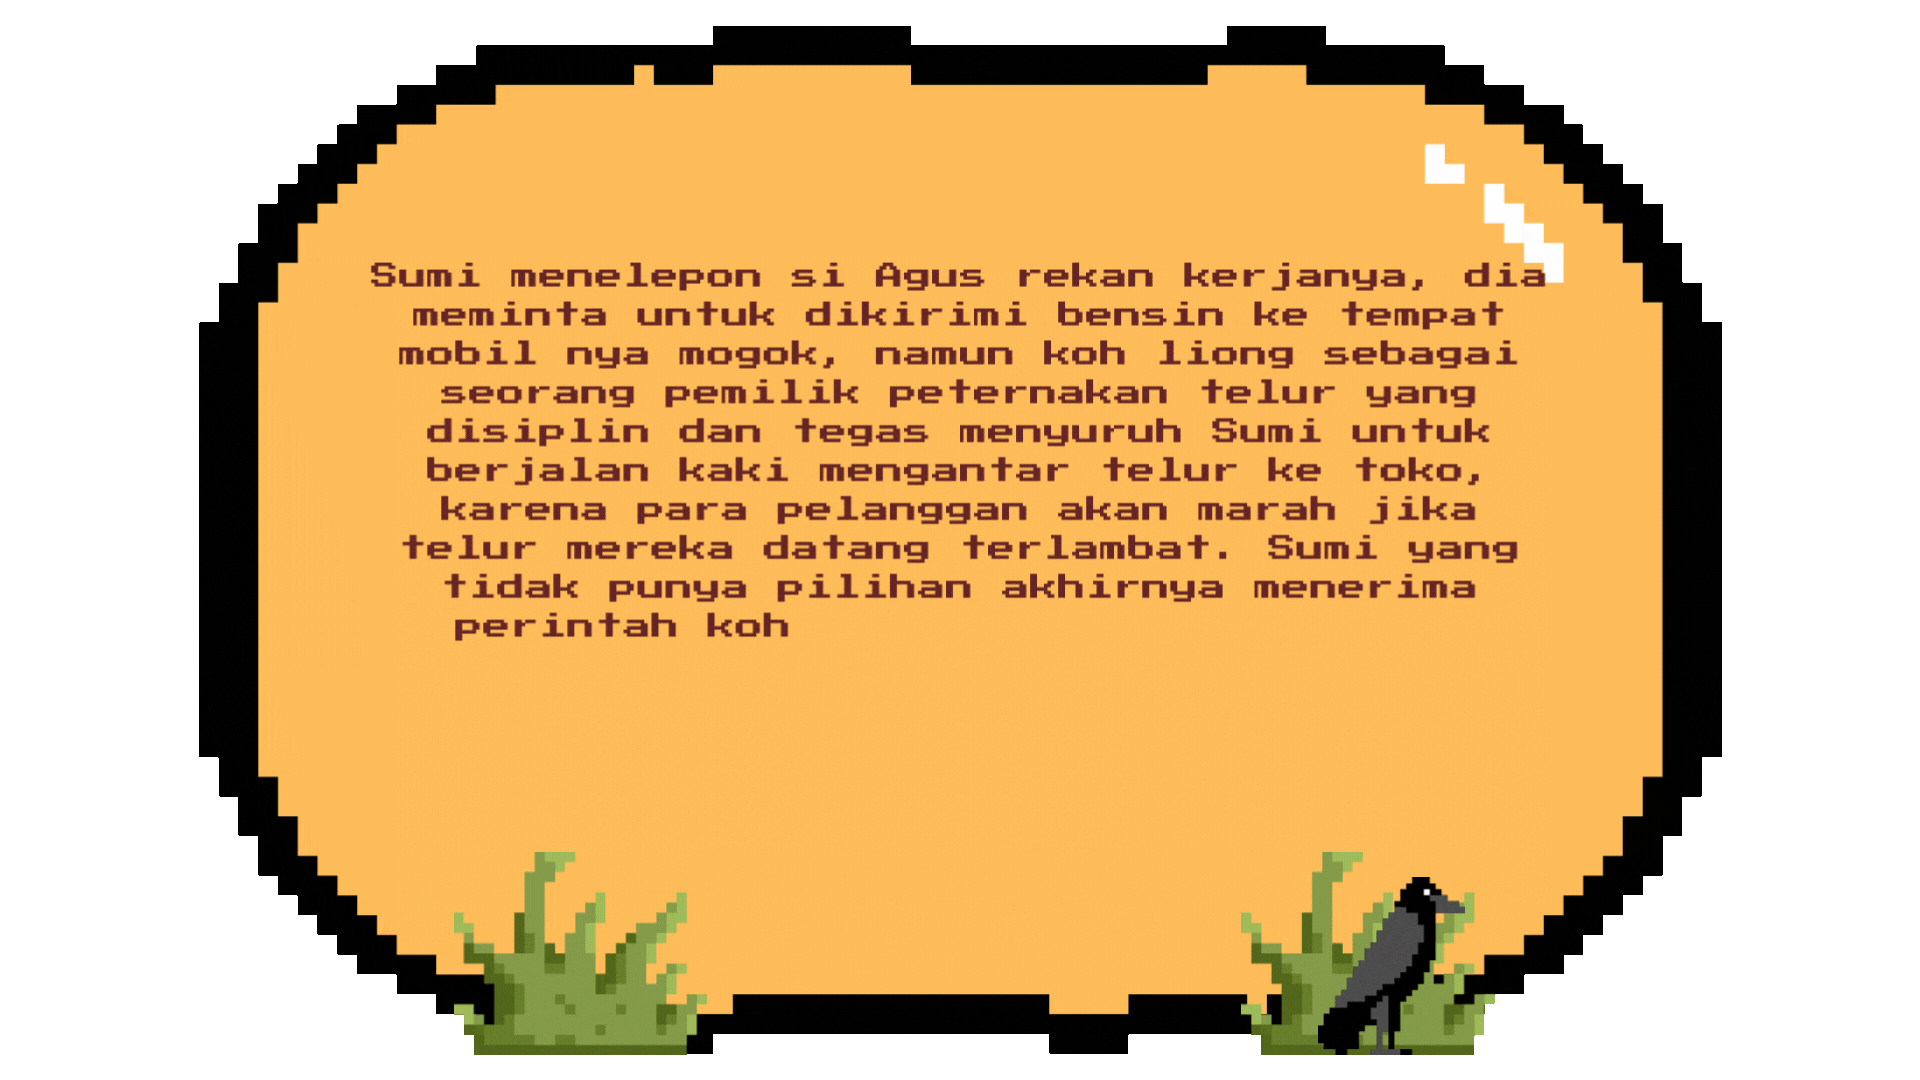 Sumi menelepon si Agus rekan kerjanya, dia
meminta untuk dikirimi bensin ke tempat
mobil nya mogok, namun koh liong sebagai
seorang pemilik peternakan telur yang
disiplin dan tegas menyuruh Sumi untuk
berjalan kaki mengantar telur ke toko,
karena para pelanggan akan marah jika
telur mereka datang terlambat. Sumi yang
tidak punya pilihan akhirnya menerima
perintah koh